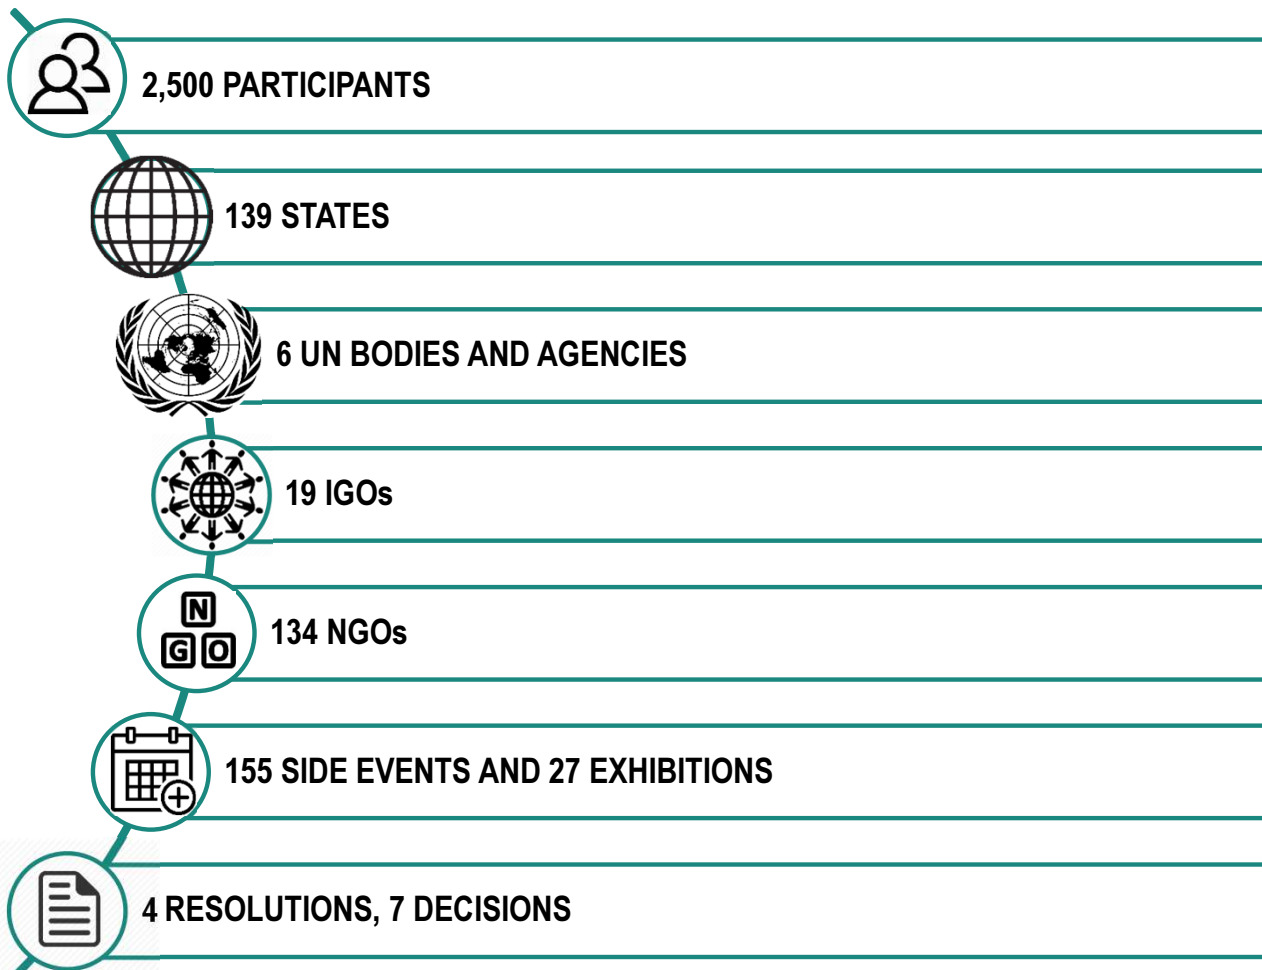 2,500 PARTICIPANTS
139 STATES
6 UN BODIES AND AGENCIES
19 IGOs
N
GO
134 NGOs
155 SIDE EVENTS AND 27 EXHIBITIONS
4 RESOLUTIONS, 7 DECISIONS